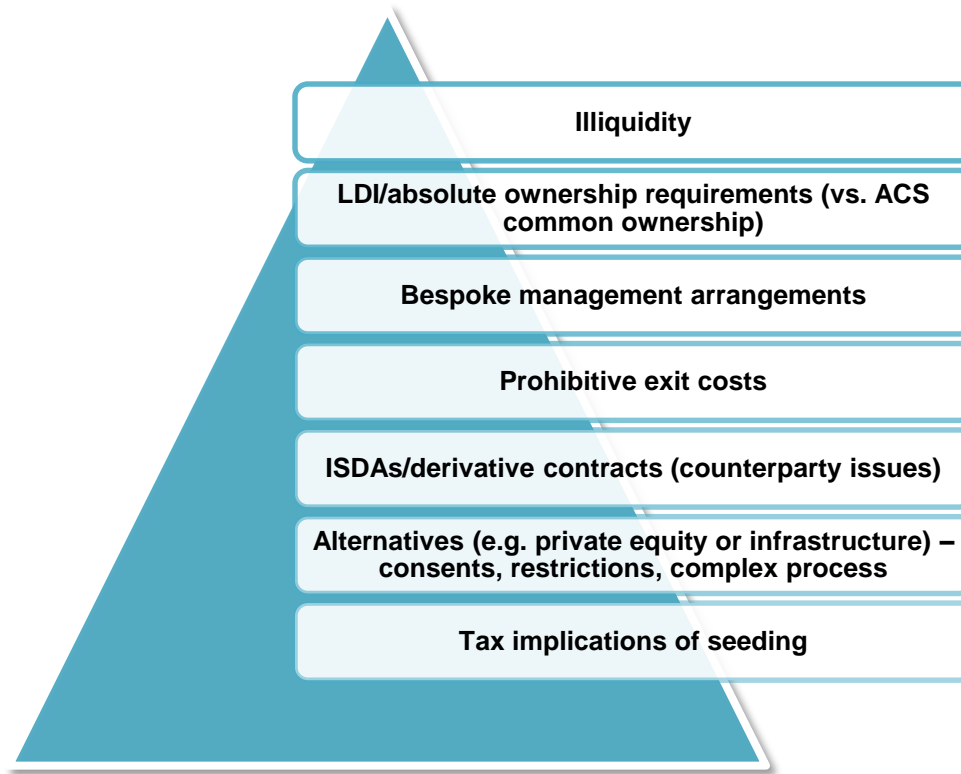 Illiquidity
LDI/absolute ownership requirements (vs. ACS
common ownership)
Bespoke management arrangements
Prohibitive exit costs
ISDAs/derivative contracts (counterparty issues)
Alternatives (e.g. private equity or infrastructure) –
consents, restrictions, complex process
Tax implications of seeding